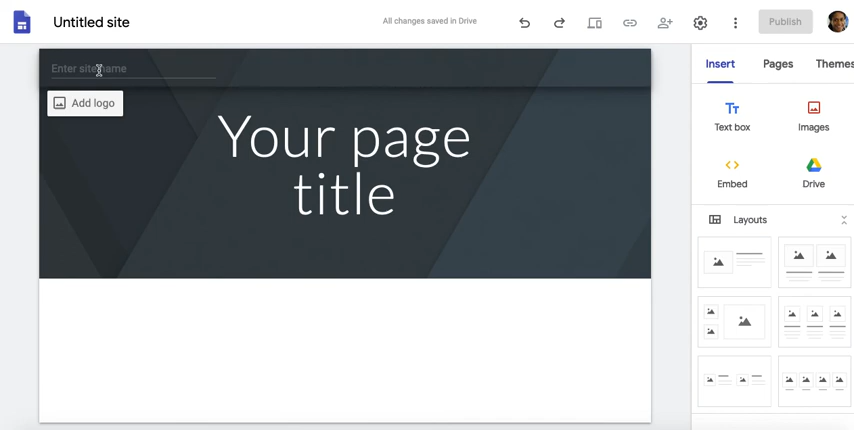 Untitled site
All changes saved in Drive
Publish
Enter site name
Insert
Pages
Themes
Add logo
Your page
title
Tт
Text box
Images
Embed
Drive
Layouts